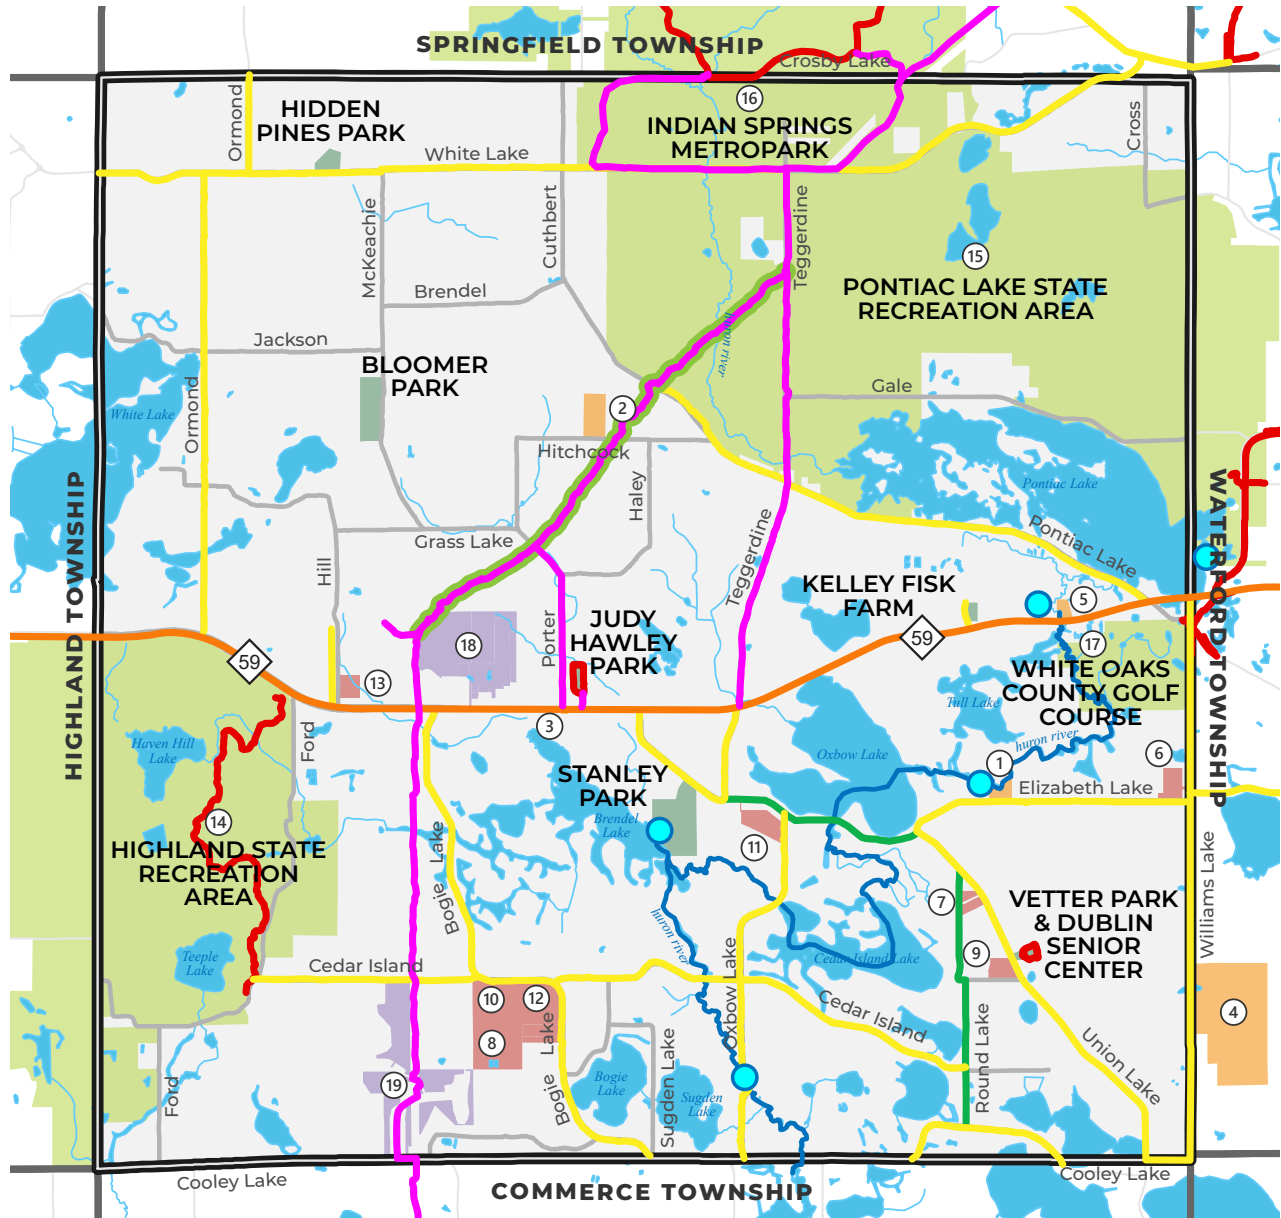 SPRINGFIELD TOWNSHIP
Crosby Lake
16
Ormond
HIDDEN
PINES PARK
INDIAN SPRINGS
METROPARK
Cross
White Lake
McKeachie
Cuthbert
Teggerdine
15
Brendel
PONTIAC LAKE STATE
RECREATION AREA
huron river
Jackson
BLOOMER
PARK
Gale
Ormond
White Lake
2
Hitchcock
Haley
Pontiac Lake
HIGHLAND TOWNSHIP
WATERFORD TOWNSHIP
Grass Lake
Teggerdine
Pontiac Lake
Hill
KELLEY FISK
FARM
5
59
Porter
JUDY
HAWLEY
PARK
18
17
59
13
WHITE OAKS
COUNTY GOLF
COURSE
Tull Lake
3
Ford
Haven Hill
Lake
Oxbow Lake
huron river
6
1
STANLEY
PARK
Elizabeth Lake
Brendel
Lake
14
HIGHLAND STATE
RECREATION
AREA
Bogie Lake
11
Williams Lake
7
VETTER PARK
& DUBLIN
SENIOR
CENTER
huron river
9
Teeple
Lake
Cedar Island
Oxbow Lake
Cedar Island Lake
10
12
Cedar Island
4
8
Lake
Bogie
Round Lake
Union Lake
19
Ford
Bogie
Lake
Sugden Lake
Sugden
Lake
Cooley Lake
COMMERCE TOWNSHIP
Cooley Lake